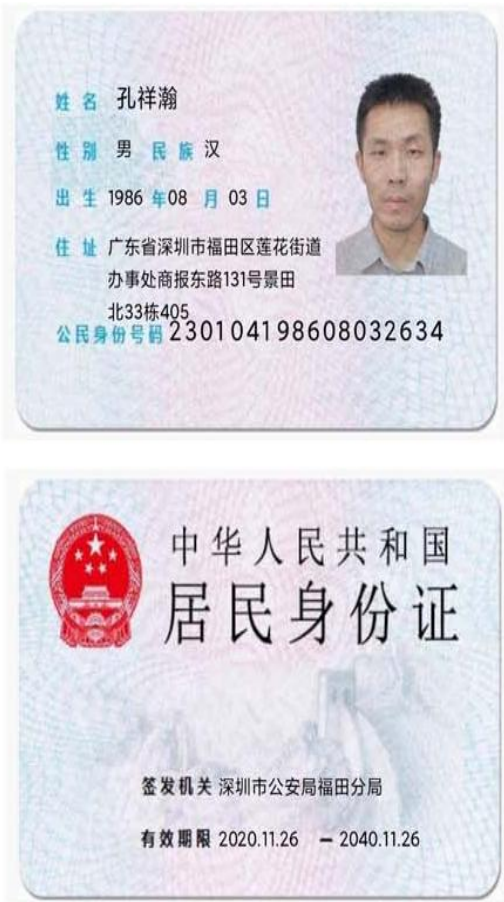 姓名 孔祥瀚
性别 男 民族 汉
出生 1986 年 08 月 03 日
住址 广东省深圳市福田区莲花街道
办事处商报东路131号景田
北33栋405
公民身份号码 230104198608032634
中华人民共和国
居民身份证
签发机关 深圳市公安局福田分局
有效期限 2020.11.26 - 2040.11.26